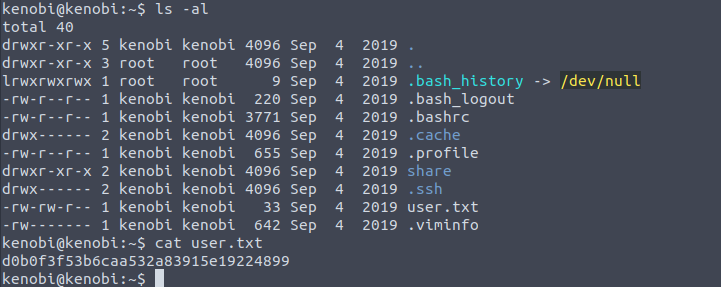 kenobi@kenobi:~$ ls -al
total 40
drwxr-xr-x 5 kenobi kenobi 4096 Sep  4  2019 .
drwxr-xr-x 3 root   root   4096 Sep  4  2019 ..
lrwxrwxrwx 1 root   root      9 Sep  4  2019 .bash_history -> /dev/null
-rw-r--r-- 1 kenobi kenobi  220 Sep  4  2019 .bash_logout
-rw-r--r-- 1 kenobi kenobi 3771 Sep  4  2019 .bashrc
drwx------ 2 kenobi kenobi 4096 Sep  4  2019 .cache
-rw-r--r-- 1 kenobi kenobi  655 Sep  4  2019 .profile
drwxr-xr-x 2 kenobi kenobi 4096 Sep  4  2019 share
drwx------ 2 kenobi kenobi 4096 Sep  4  2019 .ssh
-rw-rw-r-- 1 kenobi kenobi   33 Sep  4  2019 user.txt
-rw------- 1 kenobi kenobi  642 Sep  4  2019 .viminfo
kenobi@kenobi:~$ cat user.txt
d0b0f3f53b6caa532a83915e19224899
kenobi@kenobi:~$